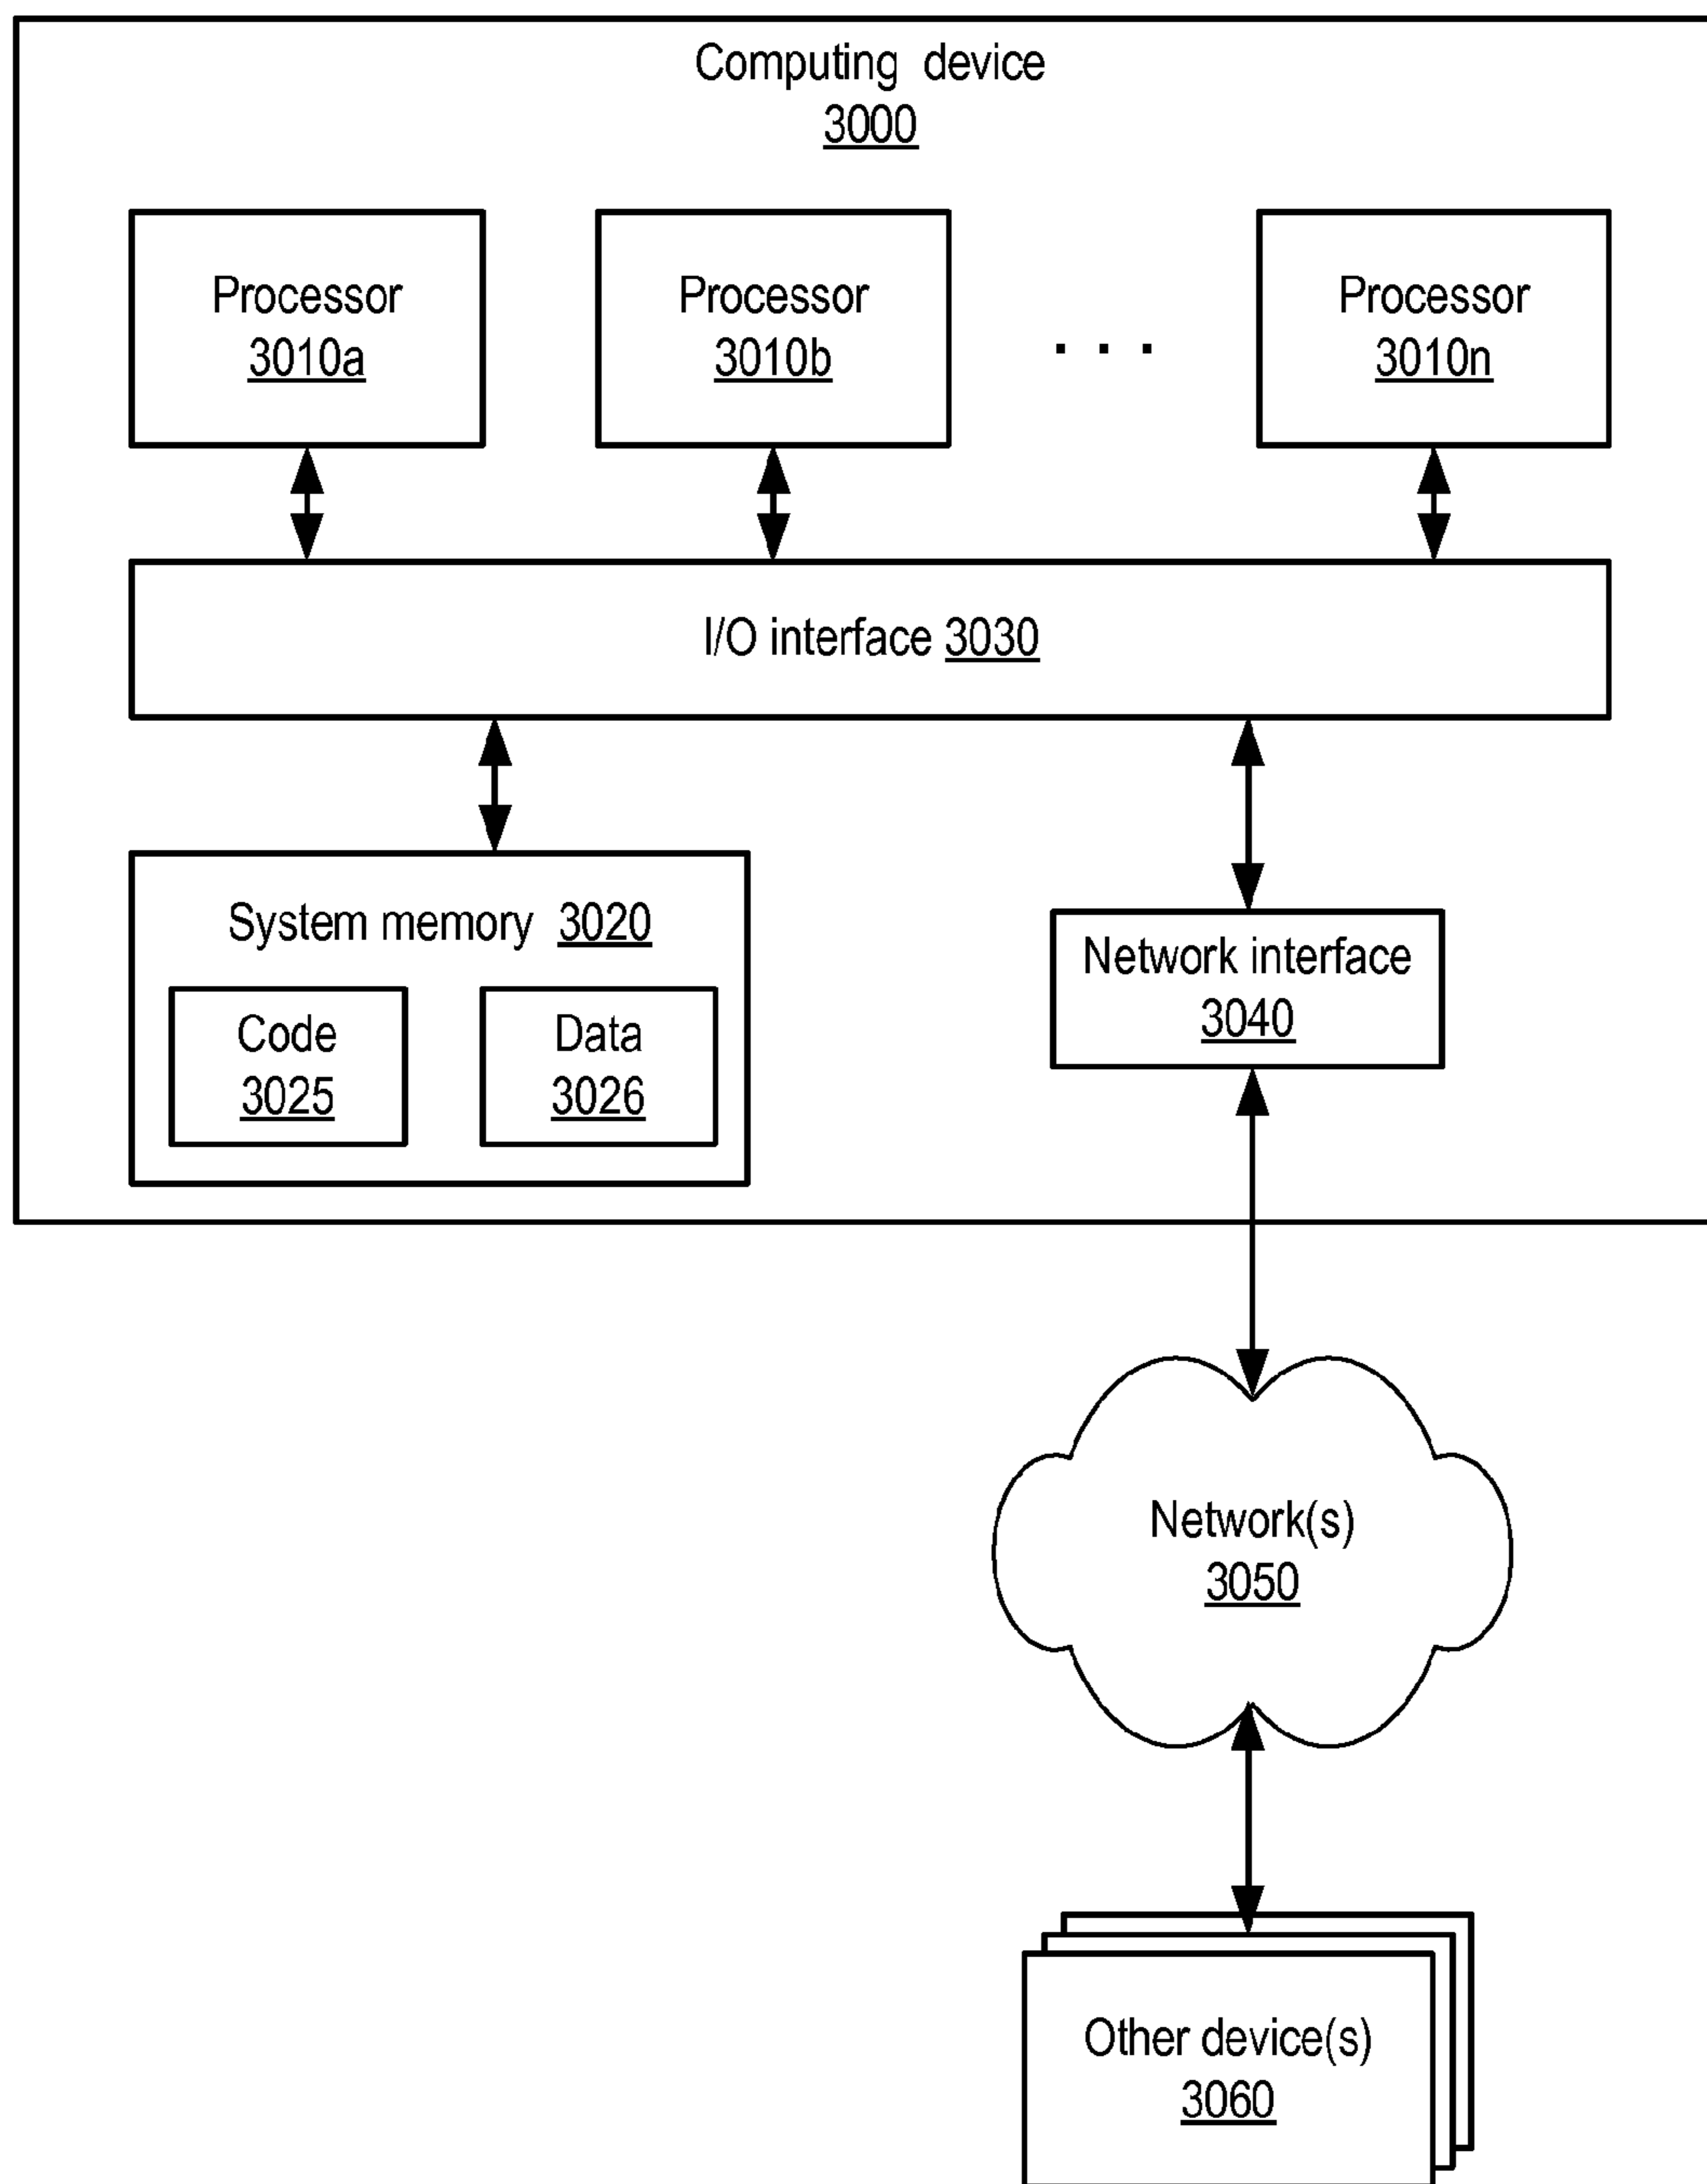 Computing device
3000
Processor
3010a
Processor
3010b
. . .
Processor
3010n
I/O interface 3030
System memory 3020
Code
3025
Data
3026
Network interface
3040
Network(s)
3050
Other device(s)
3060